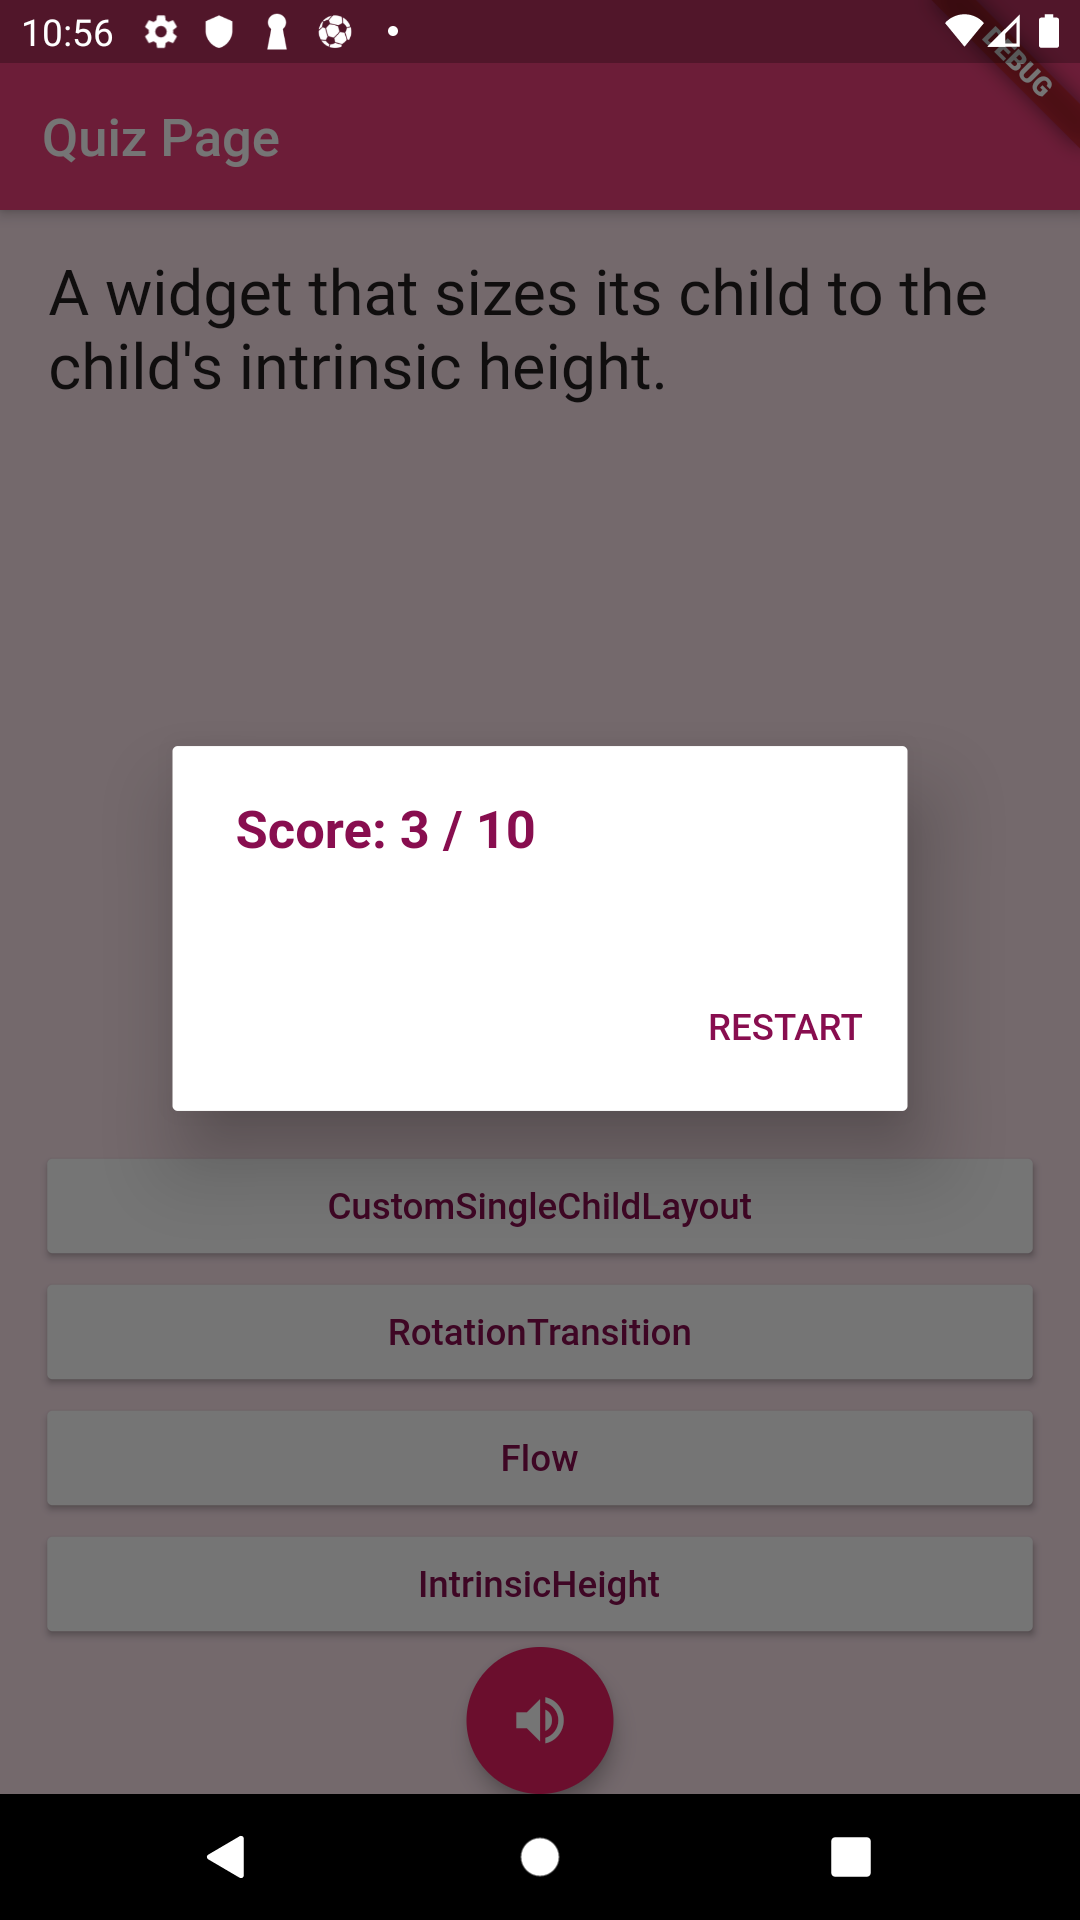 10:56
DEBUG
Quiz Page
A widget that sizes its child to the
child's intrinsic height.
Score: 3 / 10
RESTART
CustomSingleChildLayout
RotationTransition
Flow
IntrinsicHeight